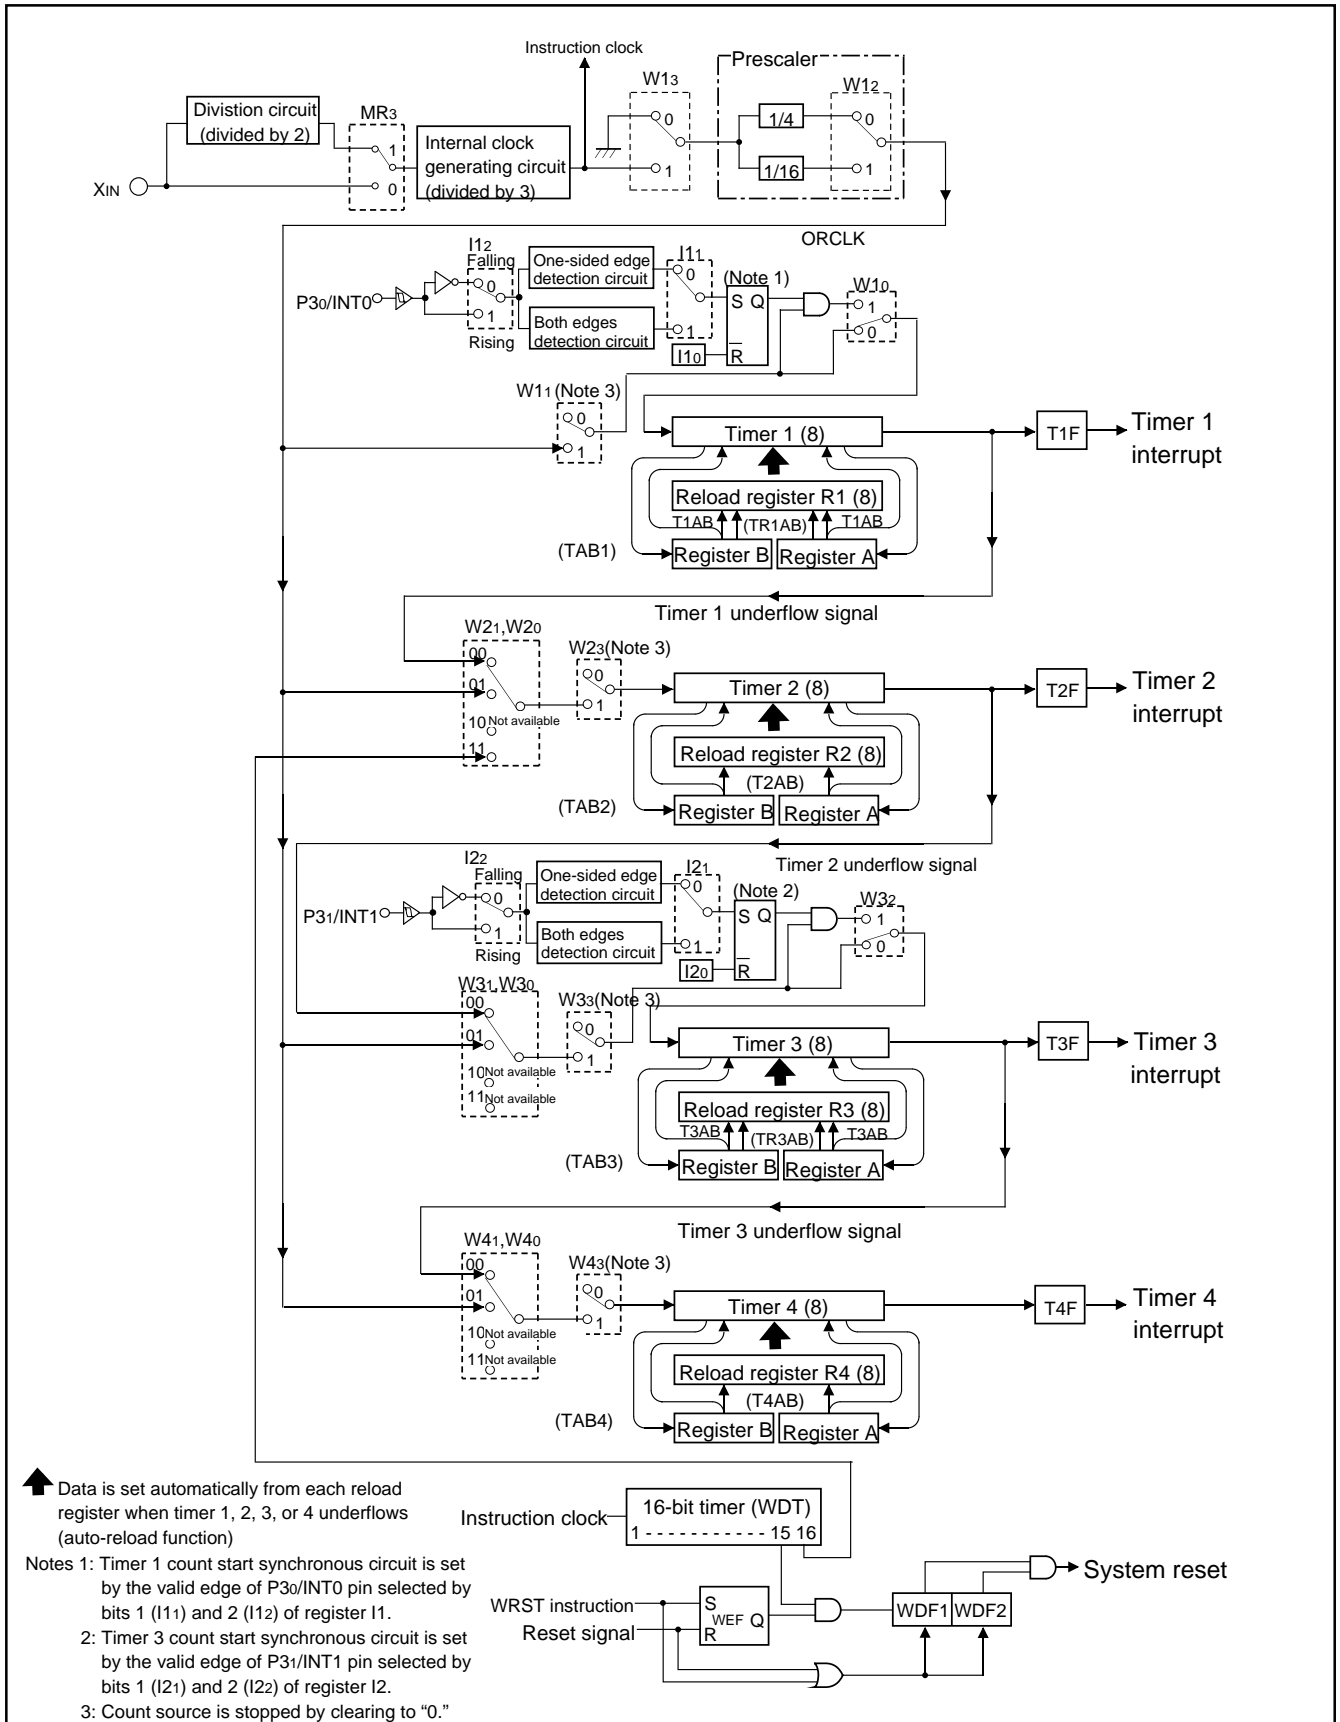 Instruction clock
Prescaler
W13
W12
Divistion circuit
(divided by 2)
MR3
1
0
Internal clock
generating circuit
(divided by 3)
XIN
0
1
1/4
1/16
0
1
ORCLK
I12
Falling
0
1
Rising
P30/INT0
One-sided edge
detection circuit
Both edges
detection circuit
I11
0
1
(Note 1)
S Q
R
I10
W10
1
0
W11 (Note 3)
0
1
Timer 1 (8)
T1F
Timer 1
interrupt
Reload register R1 (8)
T1AB
(TR1AB)
T1AB
(TAB1)
Register B
Register A
Timer 1 underflow signal
W21,W20
00
01
10 Not available
11
W23(Note 3)
0
1
Timer 2 (8)
T2F
Timer 2
interrupt
Reload register R2 (8)
(T2AB)
(TAB2)
Register B
Register A
Timer 2 underflow signal
I22
Falling
0
1
Rising
P31/INT1
One-sided edge
detection circuit
Both edges
detection circuit
I21
0
1
(Note 2)
S Q
R
I20
W32
1
0
W31,W30
00
01
10 Not available
11 Not available
W33(Note 3)
0
1
Timer 3 (8)
T3F
Timer 3
interrupt
Reload register R3 (8)
T3AB
(TR3AB)
T3AB
(TAB3)
Register B
Register A
Timer 3 underflow signal
W41,W40
00
01
10 Not available
11 Not available
W43(Note 3)
0
1
Timer 4 (8)
T4F
Timer 4
interrupt
Reload register R4 (8)
(T4AB)
(TAB4)
Register B
Register A
Data is set automatically from each reload
register when timer 1, 2, 3, or 4 underflows
(auto-reload function)
Notes 1: Timer 1 count start synchronous circuit is set
by the valid edge of P30/INT0 pin selected by
bits 1 (I11) and 2 (I12) of register I1.
2: Timer 3 count start synchronous circuit is set
by the valid edge of P31/INT1 pin selected by
bits 1 (I21) and 2 (I22) of register I2.
3: Count source is stopped by clearing to “0.”
Instruction clock
16-bit timer (WDT)
1 - - - - - - - - - - - 15 16
WRST instruction
Reset signal
S
WEF Q
R
WDF1 WDF2
System reset